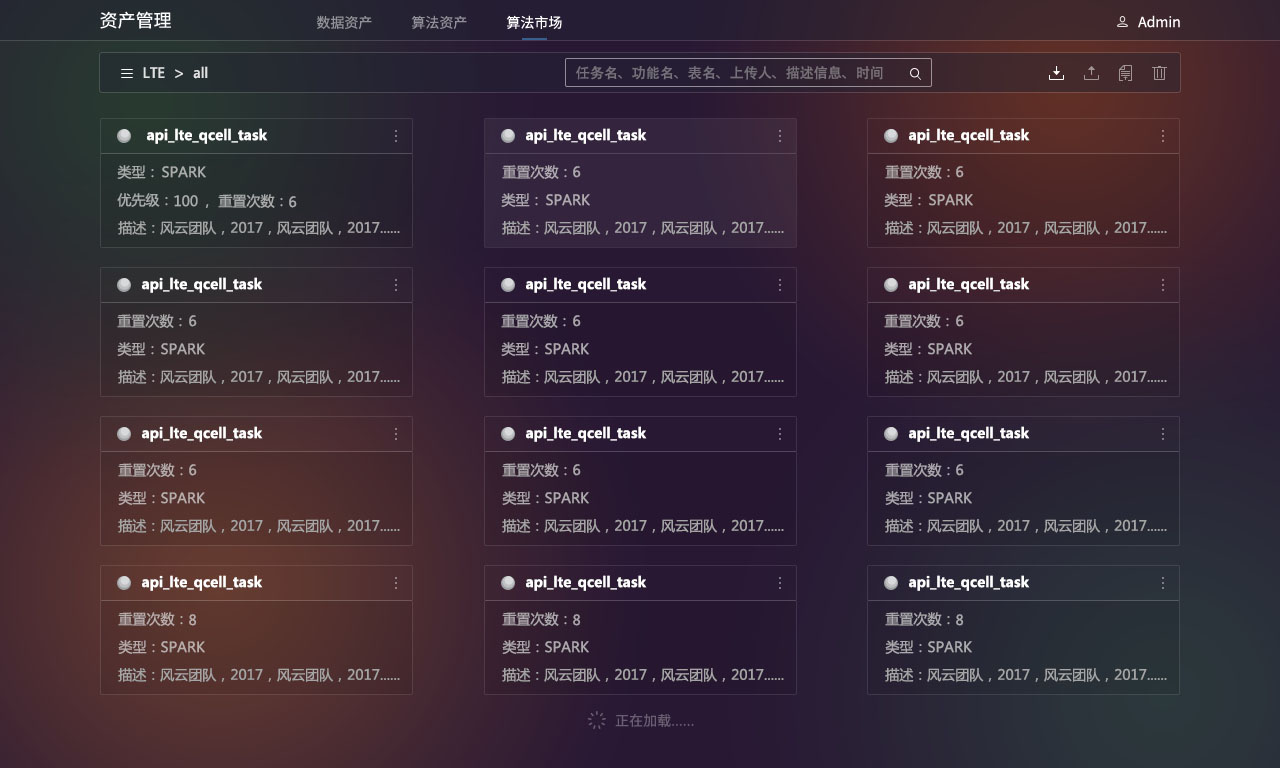 资产管理 数据资产 算法资产 算法市场 Admin
LTE > all 任务名、功能名、表名、上传人、描述信息、时间
api_lte_qcell_task
类型：SPARK
优先级：100 ，重置次数：6
描述：风云团队，2017，风云团队，2017......
api_lte_qcell_task
重置次数：6
类型：SPARK
描述：风云团队，2017，风云团队，2017......
api_lte_qcell_task
重置次数：6
类型：SPARK
描述：风云团队，2017，风云团队，2017......
api_lte_qcell_task
重置次数：6
类型：SPARK
描述：风云团队，2017，风云团队，2017......
api_lte_qcell_task
重置次数：6
类型：SPARK
描述：风云团队，2017，风云团队，2017......
api_lte_qcell_task
重置次数：6
类型：SPARK
描述：风云团队，2017，风云团队，2017......
api_lte_qcell_task
重置次数：6
类型：SPARK
描述：风云团队，2017，风云团队，2017......
api_lte_qcell_task
重置次数：6
类型：SPARK
描述：风云团队，2017，风云团队，2017......
api_lte_qcell_task
重置次数：6
类型：SPARK
描述：风云团队，2017，风云团队，2017......
api_lte_qcell_task
重置次数：8
类型：SPARK
描述：风云团队，2017，风云团队，2017......
api_lte_qcell_task
重置次数：8
类型：SPARK
描述：风云团队，2017，风云团队，2017......
api_lte_qcell_task
重置次数：8
类型：SPARK
描述：风云团队，2017，风云团队，2017......
正在加载......